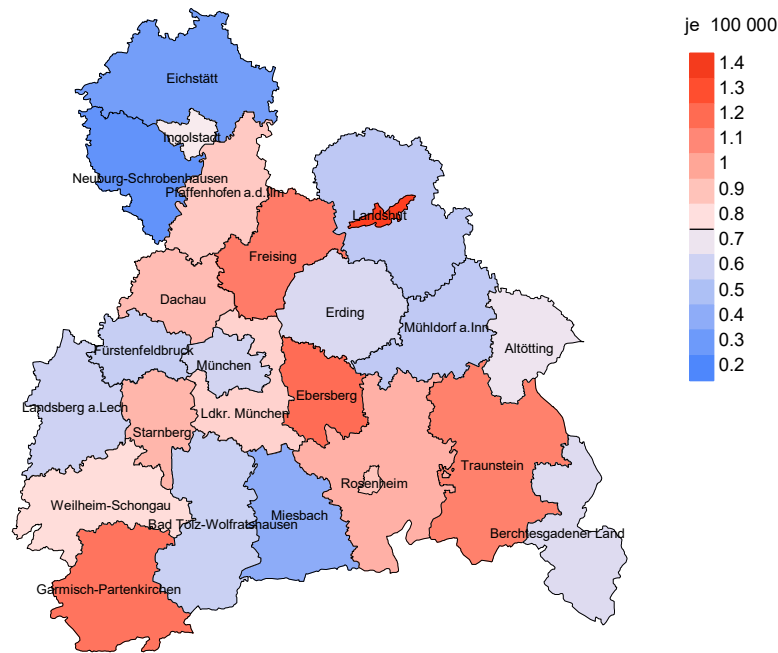 je 100 000
1.4
1.3
1.2
1.1
1
0.9
0.8
0.7
0.6
0.5
0.4
0.3
0.2
Eichstätt
Ingolstadt
Neuburg-Schrobenhausen
Pfaffenhofen a.d.Ilm
Landshut
Freising
Dachau
Erding
Mühldorf a.Inn
Altötting
Fürstenfeldbruck
München
Ebersberg
Landsberg a.Lech
Ldkr. München
Starnberg
Traunstein
Rosenheim
Weilheim-Schongau
Miesbach
Bad Tölz-Wolfratshausen
Berchtesgadener Land
Garmisch-Partenkirchen